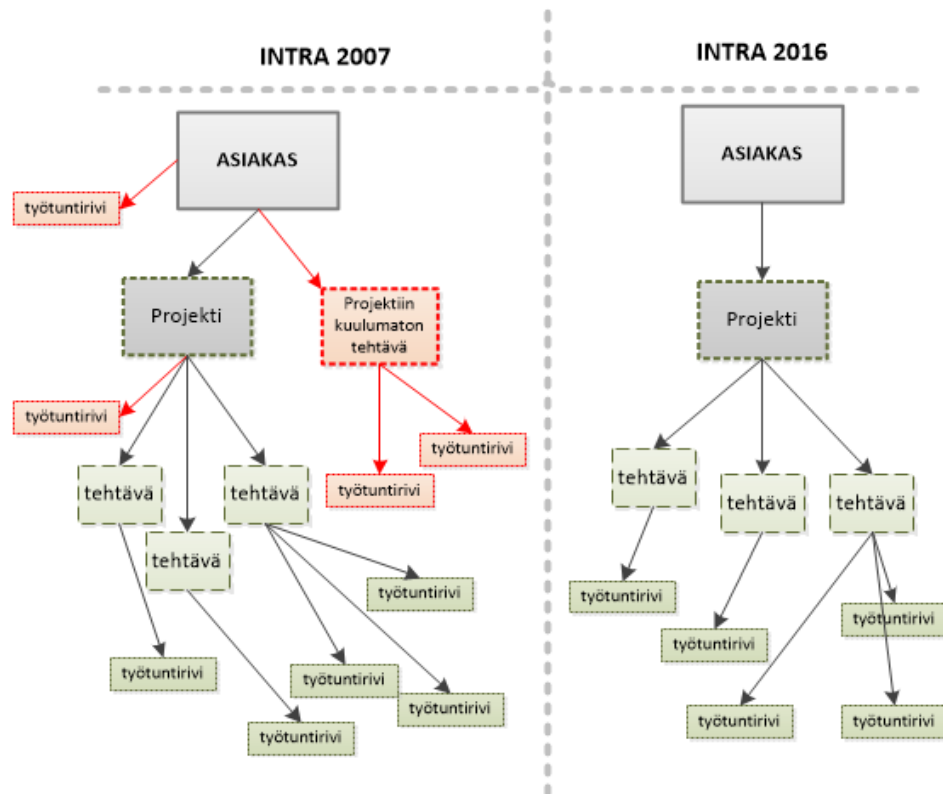 INTRA 2007
ASIAKAS
työtuntirivi
Projekti
Projektiin
kuulumaton
tehtävä
työtuntirivi
työtuntirivi
työtuntirivi
tehtävä
tehtävä
tehtävä
työtuntirivi
työtuntirivi
työtuntirivi
työtuntirivi
työtuntirivi
INTRA 2016
ASIAKAS
Projekti
tehtävä
tehtävä
tehtävä
työtuntirivi
työtuntirivi
työtuntirivi
työtuntirivi
työtuntirivi